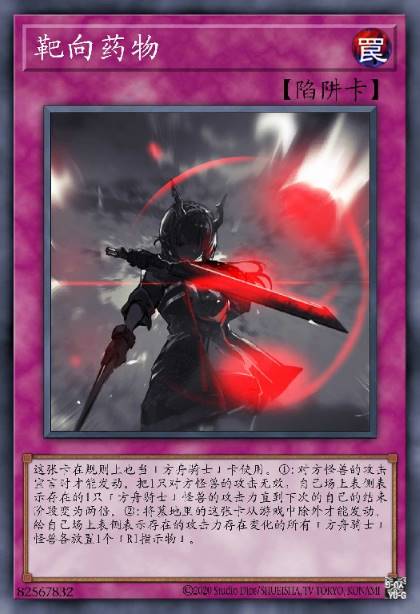 靶向药物
罠
【陷阱卡】
这张卡在规则上也当「方舟骑士」卡使用。①:对方怪兽的攻击
宣言时才能发动。把1只对方怪兽的攻击无效,自己场上表侧表
示存在的1只「方舟骑士」怪兽的攻击力直到下次的自己的结束
阶段变为两倍,②:将墓地里的这张卡从游戏中除外才能发动,
给自己场上表侧表示存在的攻击力存在变化的所有「方舟骑士」
怪兽各放置1个「RI指示物」。
82567832
©2020 Studio Dice/SHUEISHA, TV TOKYO, KONAMI